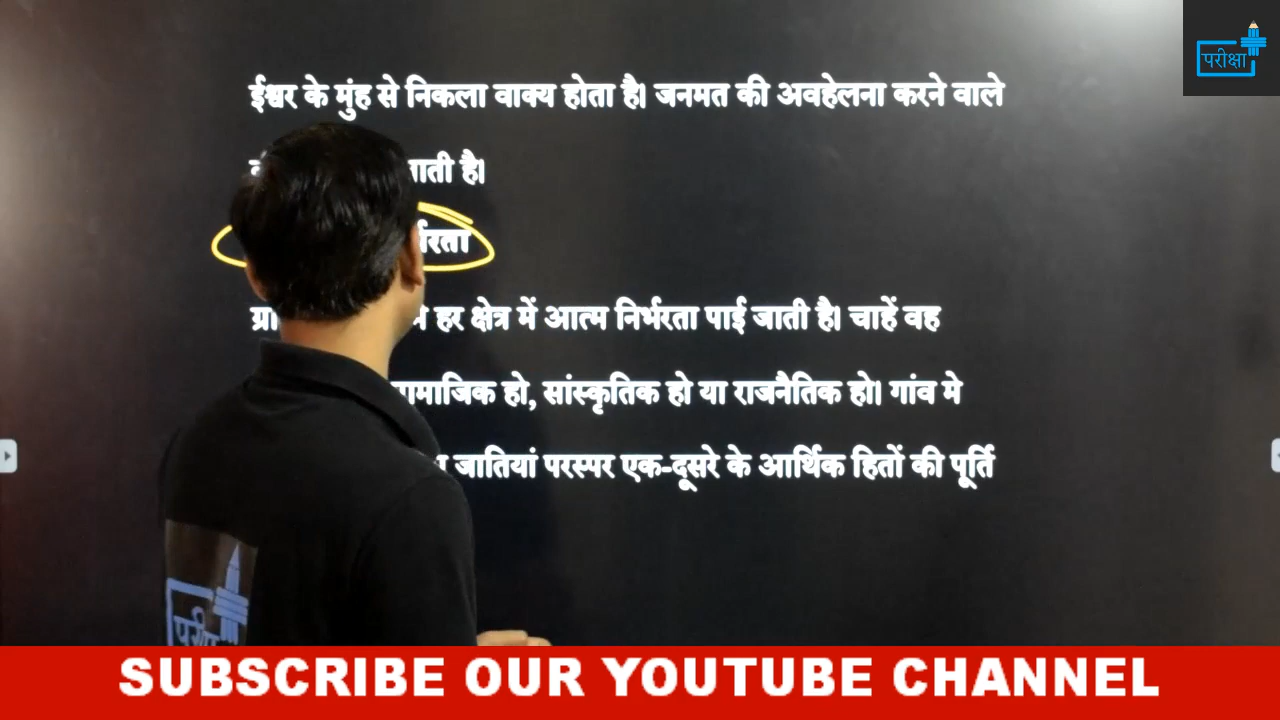 परीक्षा
ईश्वर के मुंह से निकला वाक्य होता है। जनमत की अवहेलना करने वाले
है।
हर क्षेत्र में आत्म निर्भरता पाई जाती है। चाहें वह
हो, सांस्कृतिक हो या राजनैतिक हो। गांव मे
जातियां परस्पर एक-दूसरे के आर्थिक हितों की पूर्ति
SUBSCRIBE OUR YOUTUBE CHANNEL